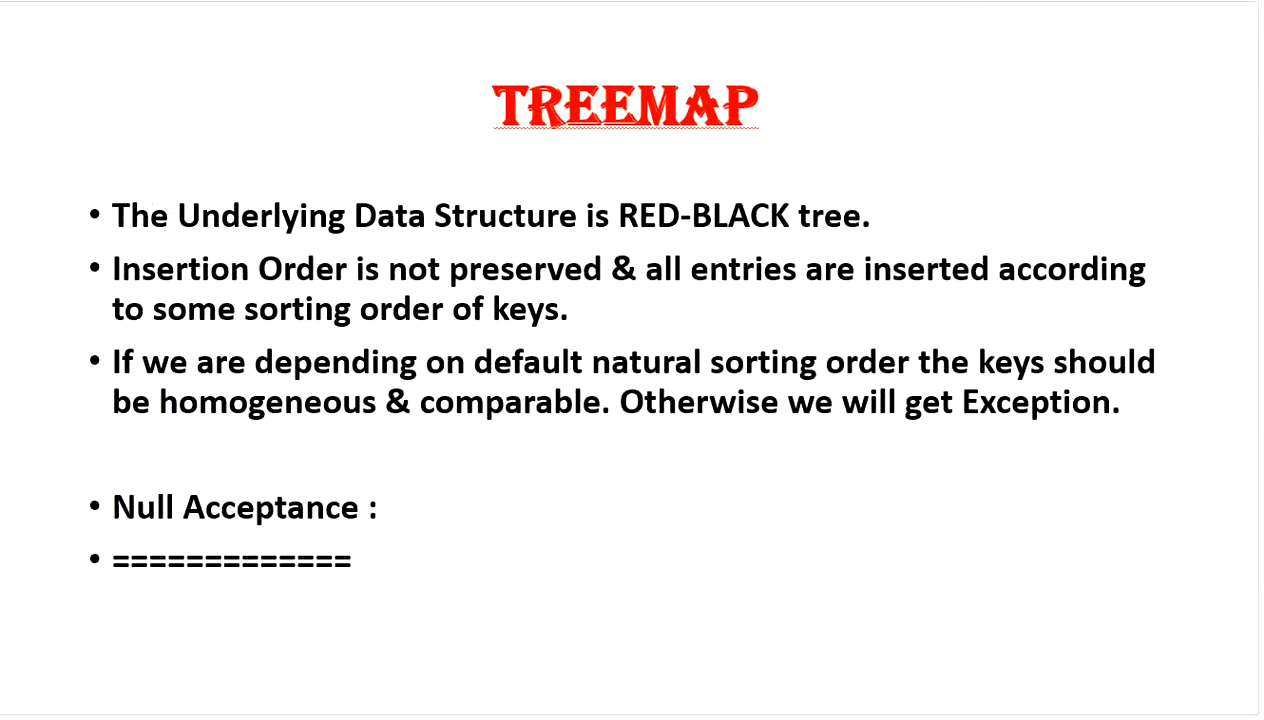 TREEMAP
• The Underlying Data Structure is RED-BLACK tree.
• Insertion Order is not preserved & all entries are inserted according
to some sorting order of keys.
• If we are depending on default natural sorting order the keys should
be homogeneous & comparable. Otherwise we will get Exception.
• Null Acceptance :
• =============